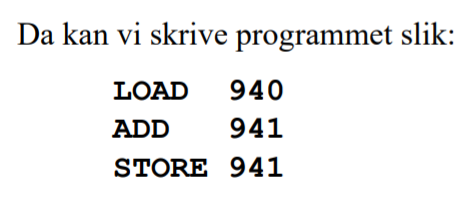 Da kan vi skrive programmet slik:
LOAD 940
ADD 941
STORE 941